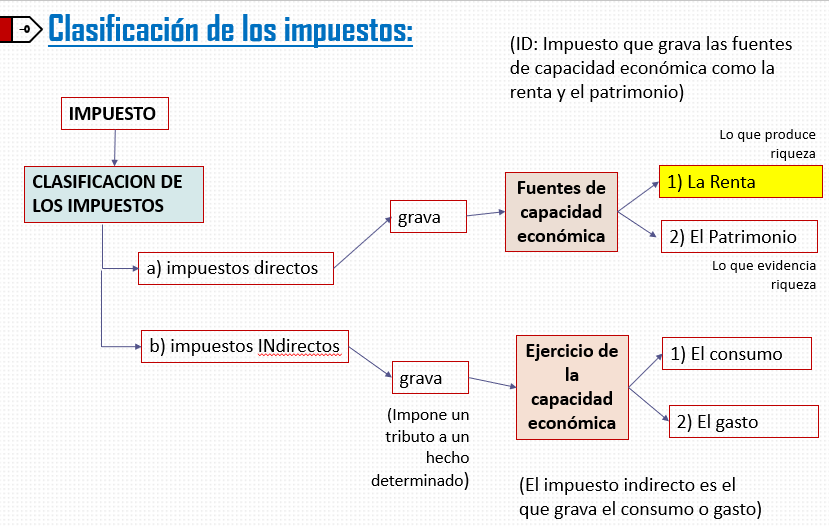 Clasificación de los impuestos:
(ID: Impuesto que grava las fuentes
de capacidad económica como la
renta y el patrimonio)
IMPUESTO
CLASIFICACION DE
LOS IMPUESTOS
a) impuestos directos
grava
Fuentes de
capacidad
económica
Lo que produce
riqueza
1) La Renta
2) El Patrimonio
Lo que evidencia
riqueza
b) impuestos INdirectos
grava
(Impone un
tributo a un
hecho
determinado)
Ejercicio de
la
capacidad
económica
1) El consumo
2) El gasto
(El impuesto indirecto es el
que grava el consumo o gasto)